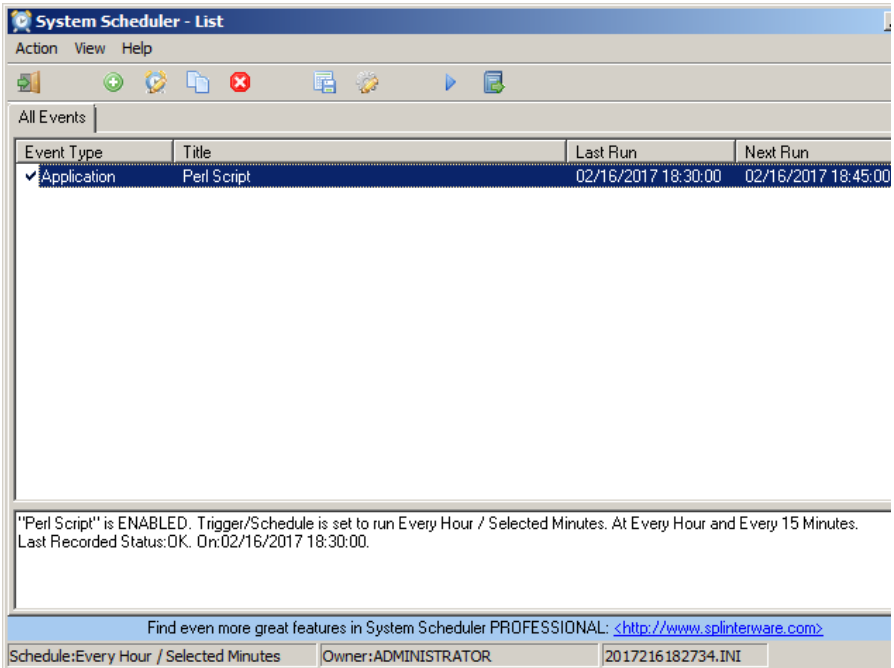 System Scheduler - List
Action View Help
All Events
Event Type Title Last Run Next Run
Application Perl Script 02/16/2017 18:30:00 02/16/2017 18:45:00
"Perl Script" is ENABLED. Trigger/Schedule is set to run Every Hour / Selected Minutes. At Every Hour and Every 15 Minutes.
Last Recorded Status:OK. On:02/16/2017 18:30:00.
Find even more great features in System Scheduler PROFESSIONAL: <http://www.splinterware.com>
Schedule:Every Hour / Selected Minutes Owner:ADMINISTRATOR 2017216182734.INI